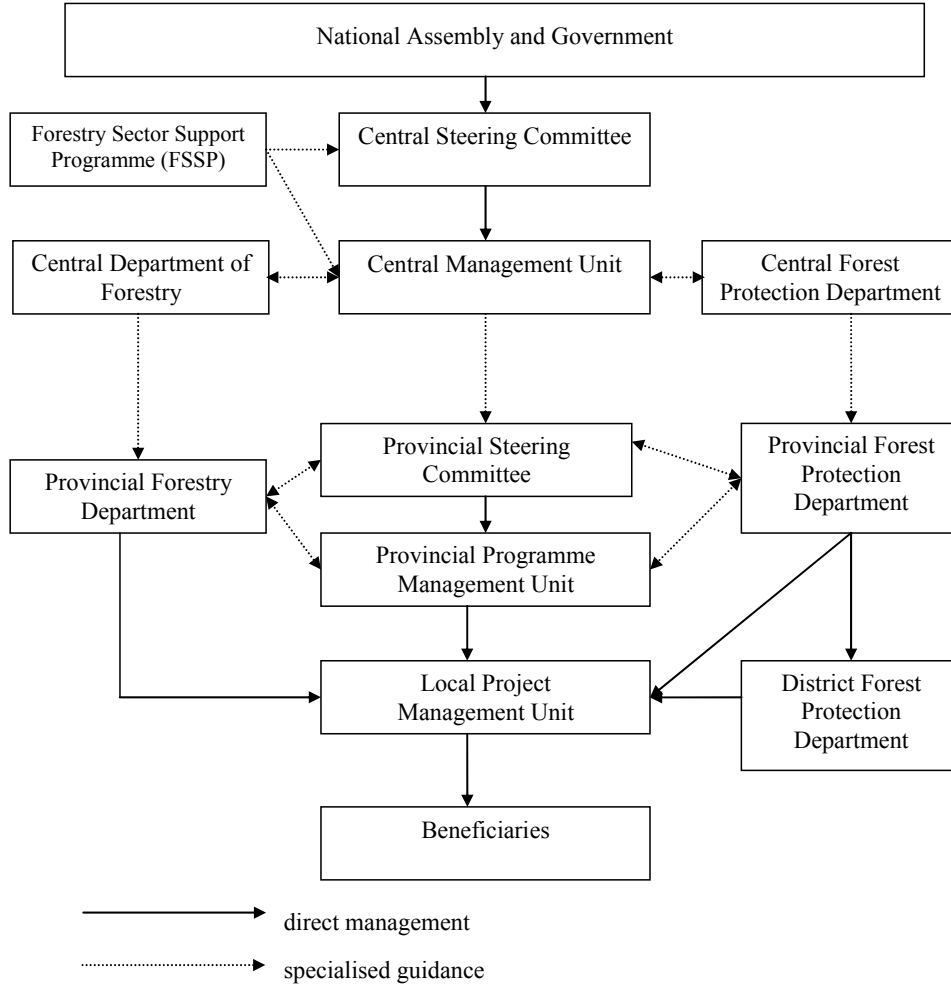 National Assembly and Government
Forestry Sector Support
Programme (FSSP)
Central Steering Committee
Central Department of
Forestry
Central Management Unit
Central Forest
Protection Department
Provincial Forestry
Department
Provincial Steering
Committee
Provincial Forest
Protection
Department
Provincial Programme
Management Unit
Local Project
Management Unit
District Forest
Protection
Department
Beneficiaries
direct management
specialised guidance